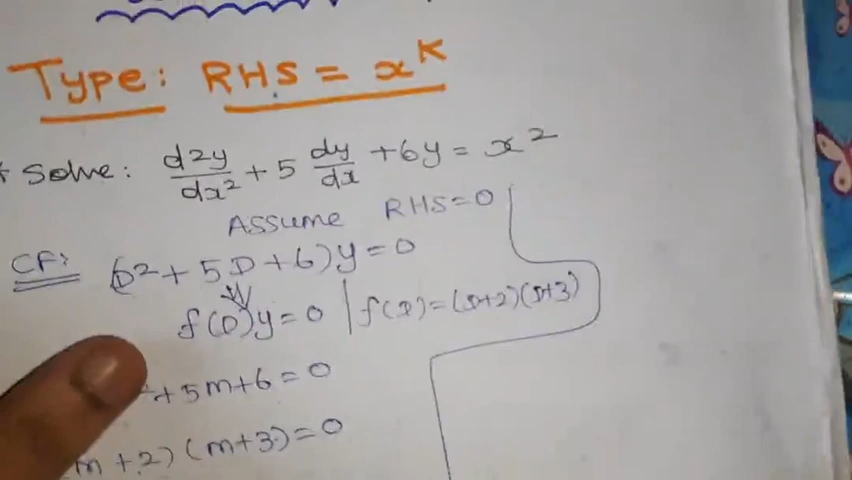 Type: RHS = x^K
* Solve: d2y/dx² + 5 dy/dx + 6y = x²
Assume RHS=0
CF: (D² + 5D + 6)y = 0
f(D)y = 0 | f(D) = (D+2)(D+3)
+ 5m + 6 = 0
m + 2) (m + 3) = 0